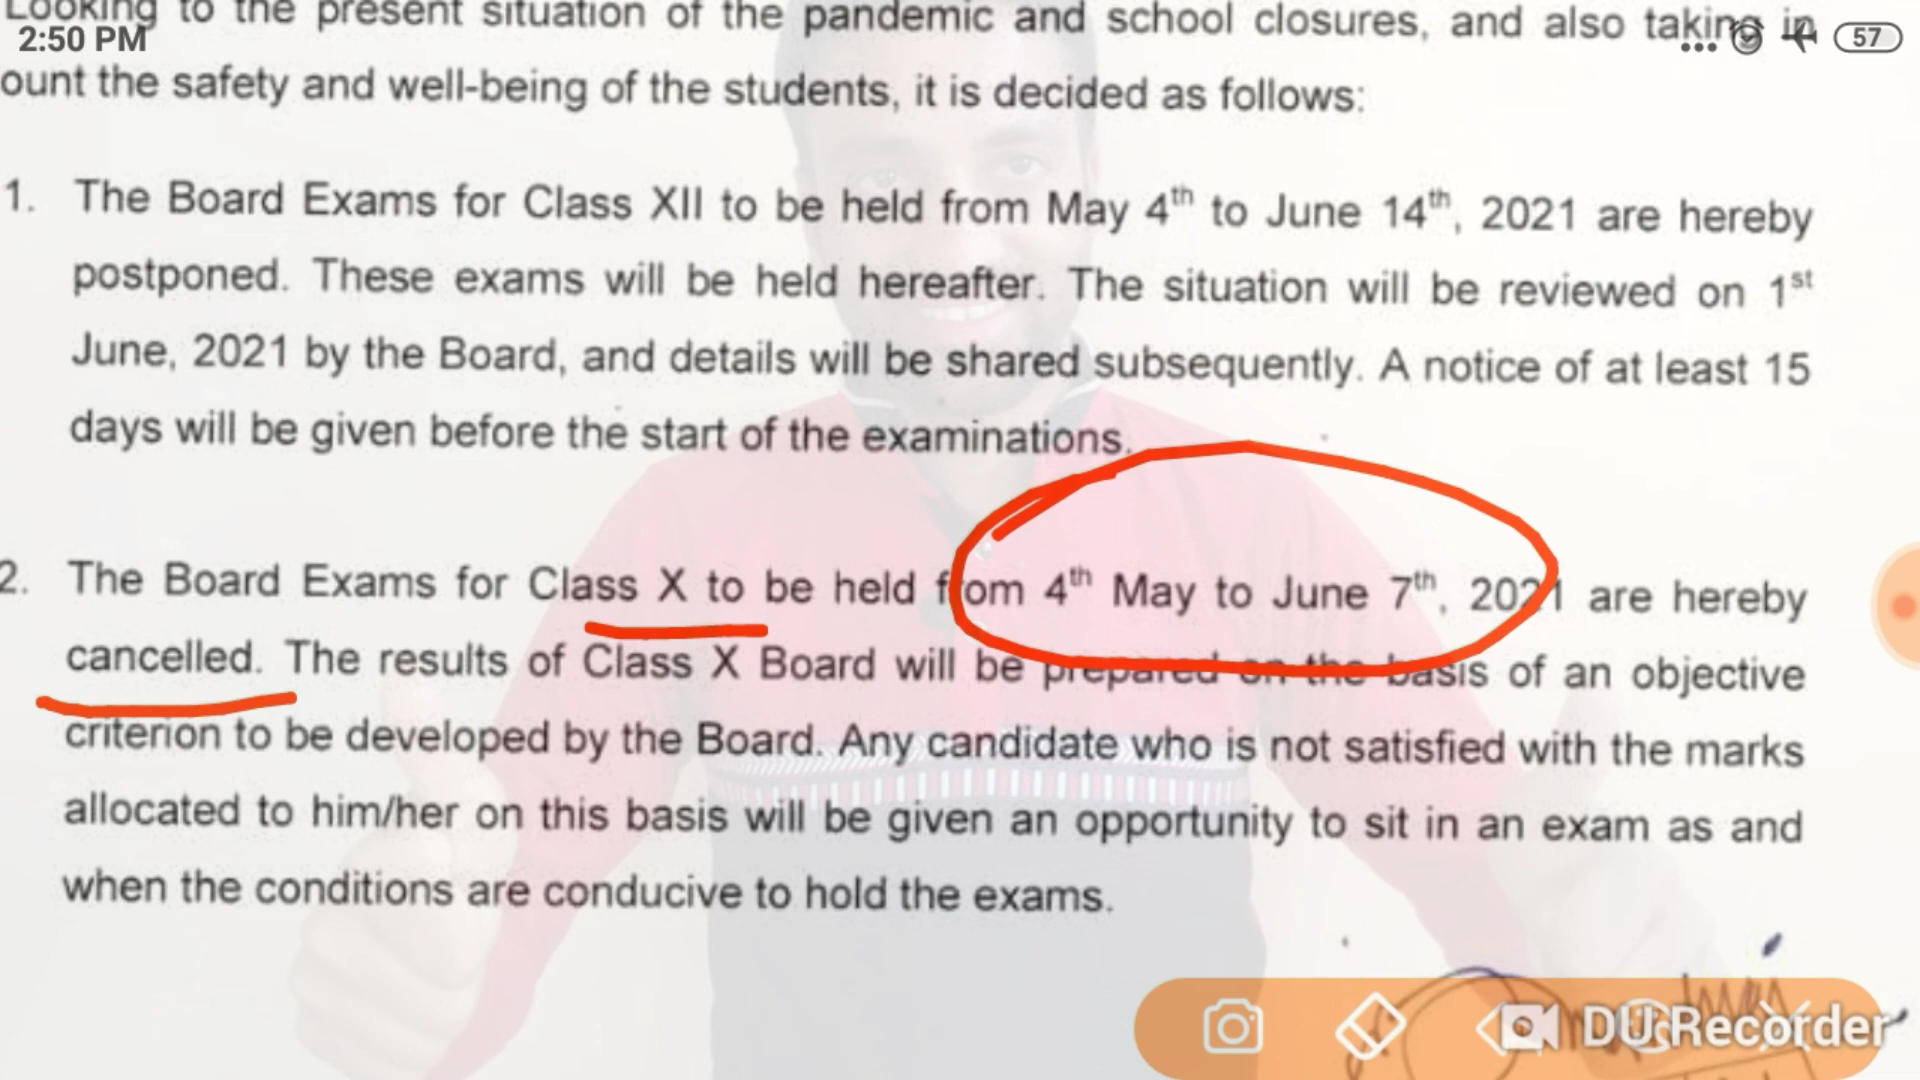 Looking to the present situation of the pandemic and school closures, and also taking in
2:50 PM
57
ount the safety and well-being of the students, it is decided as follows:
1. The Board Exams for Class XII to be held from May 4th to June 14th, 2021 are hereby
postponed. These exams will be held hereafter. The situation will be reviewed on 1st
June, 2021 by the Board, and details will be shared subsequently. A notice of at least 15
days will be given before the start of the examinations.
2. The Board Exams for Class X to be held from 4th May to June 7th, 2021 are hereby
cancelled. The results of Class X Board will be prepared on the basis of an objective
criterion to be developed by the Board. Any candidate who is not satisfied with the marks
allocated to him/her on this basis will be given an opportunity to sit in an exam as and
when the conditions are conducive to hold the exams.
DU Recorder